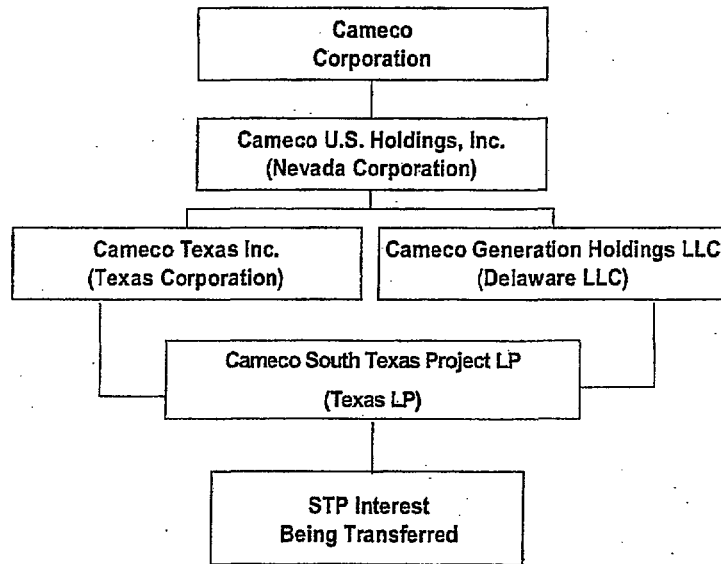 Cameco
Corporation
Cameco U.S. Holdings, Inc.
(Nevada Corporation)
Cameco Texas Inc.
(Texas Corporation)
Cameco Generation Holdings LLC
(Delaware LLC)
Cameco South Texas Project LP
(Texas LP)
STP Interest
Being Transferred